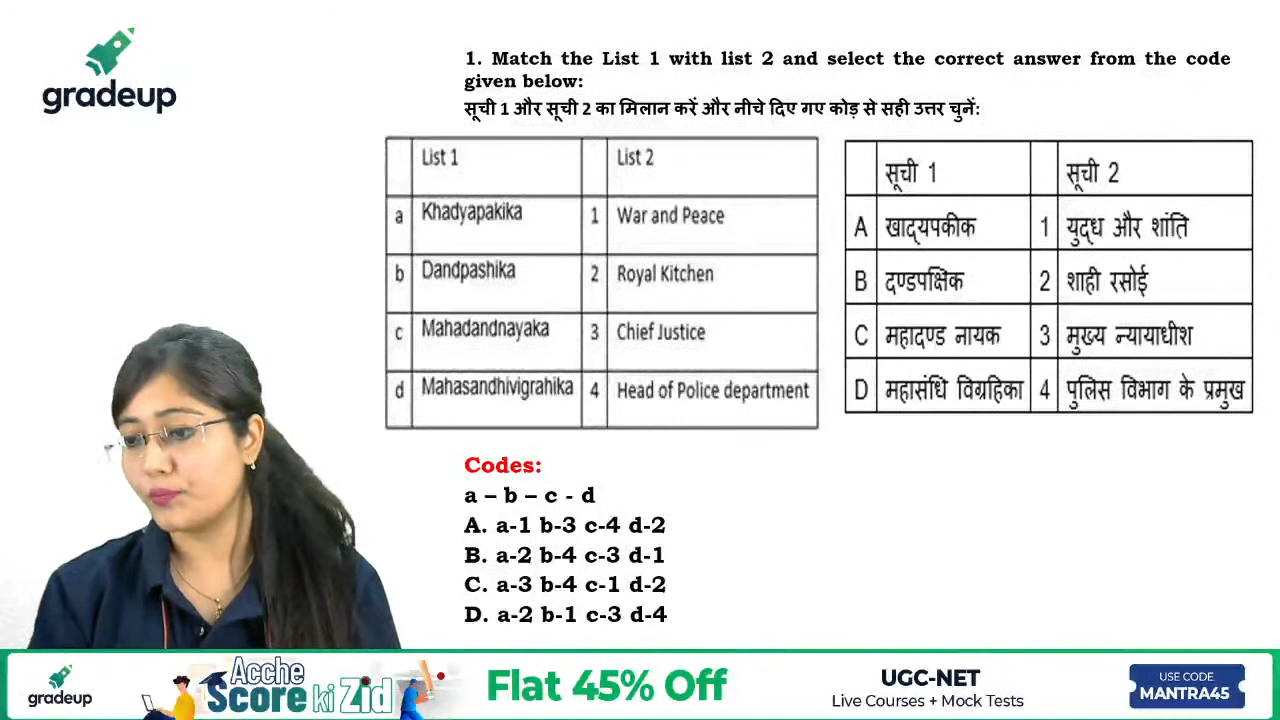 gradeup
1. Match the List 1 with list 2 and select the correct answer from the code
given below:
सूची 1 और सूची 2 का मिलान करें और नीचे दिए गए कोड़ से सही उत्तर चुनें:
List 1 List 2
a Khadyapakika 1 War and Peace
b Dandpashika 2 Royal Kitchen
c Mahadandnayaka 3 Chief Justice
d Mahasandhivigrahika 4 Head of Police department
सूची 1 सूची 2
A खाद्यपकीक 1 युद्ध और शांति
B दण्डपक्षिक 2 शाही रसोई
C महादण्ड नायक 3 मुख्य न्यायाधीश
D महासंधि विग्रहिका 4 पुलिस विभाग के प्रमुख
Codes:
a – b – c - d
A. a-1 b-3 c-4 d-2
B. a-2 b-4 c-3 d-1
C. a-3 b-4 c-1 d-2
D. a-2 b-1 c-3 d-4
gradeup
Acche
Score ki Zid
Flat 45% Off
UGC-NET
Live Courses + Mock Tests
USE CODE
MANTRA45